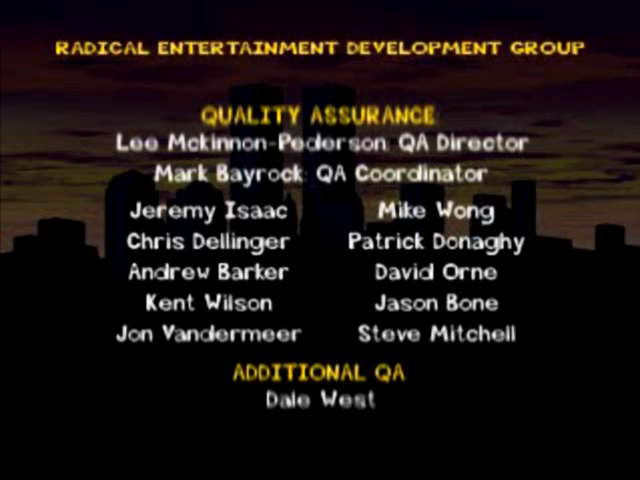 RADICAL ENTERTAINMENT DEVELOPMENT GROUP
QUALITY ASSURANCE
Lee Mckinnon-Pederson: QA Director
Mark Bayrock: QA Coordinator
Jeremy Isaac Mike Wong
Chris Dellinger Patrick Donaghy
Andrew Barker David Orne
Kent Wilson Jason Bone
Jon Vandermeer Steve Mitchell
ADDITIONAL QA
Dale West